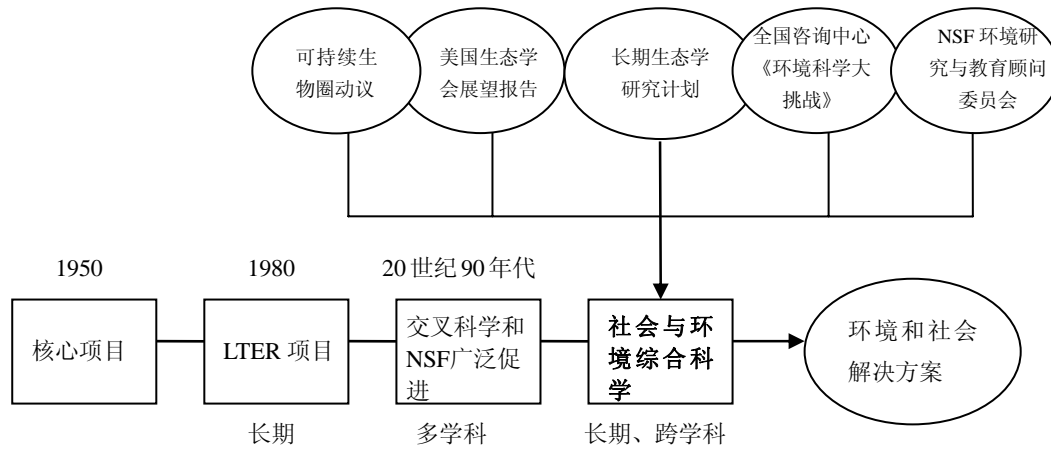 可持续生
物圈动议
美国生态学
会展望报告
长期生态学
研究计划
全国咨询中心
《环境科学大
挑战》
NSF 环境研
究与教育顾问
委员会
1950
1980
20 世纪 90 年代
核心项目
LTER 项目
交叉科学和
NSF广泛促
进
社会与环
境综合科
学
环境和社会
解决方案
长期
多学科
长期、跨学科